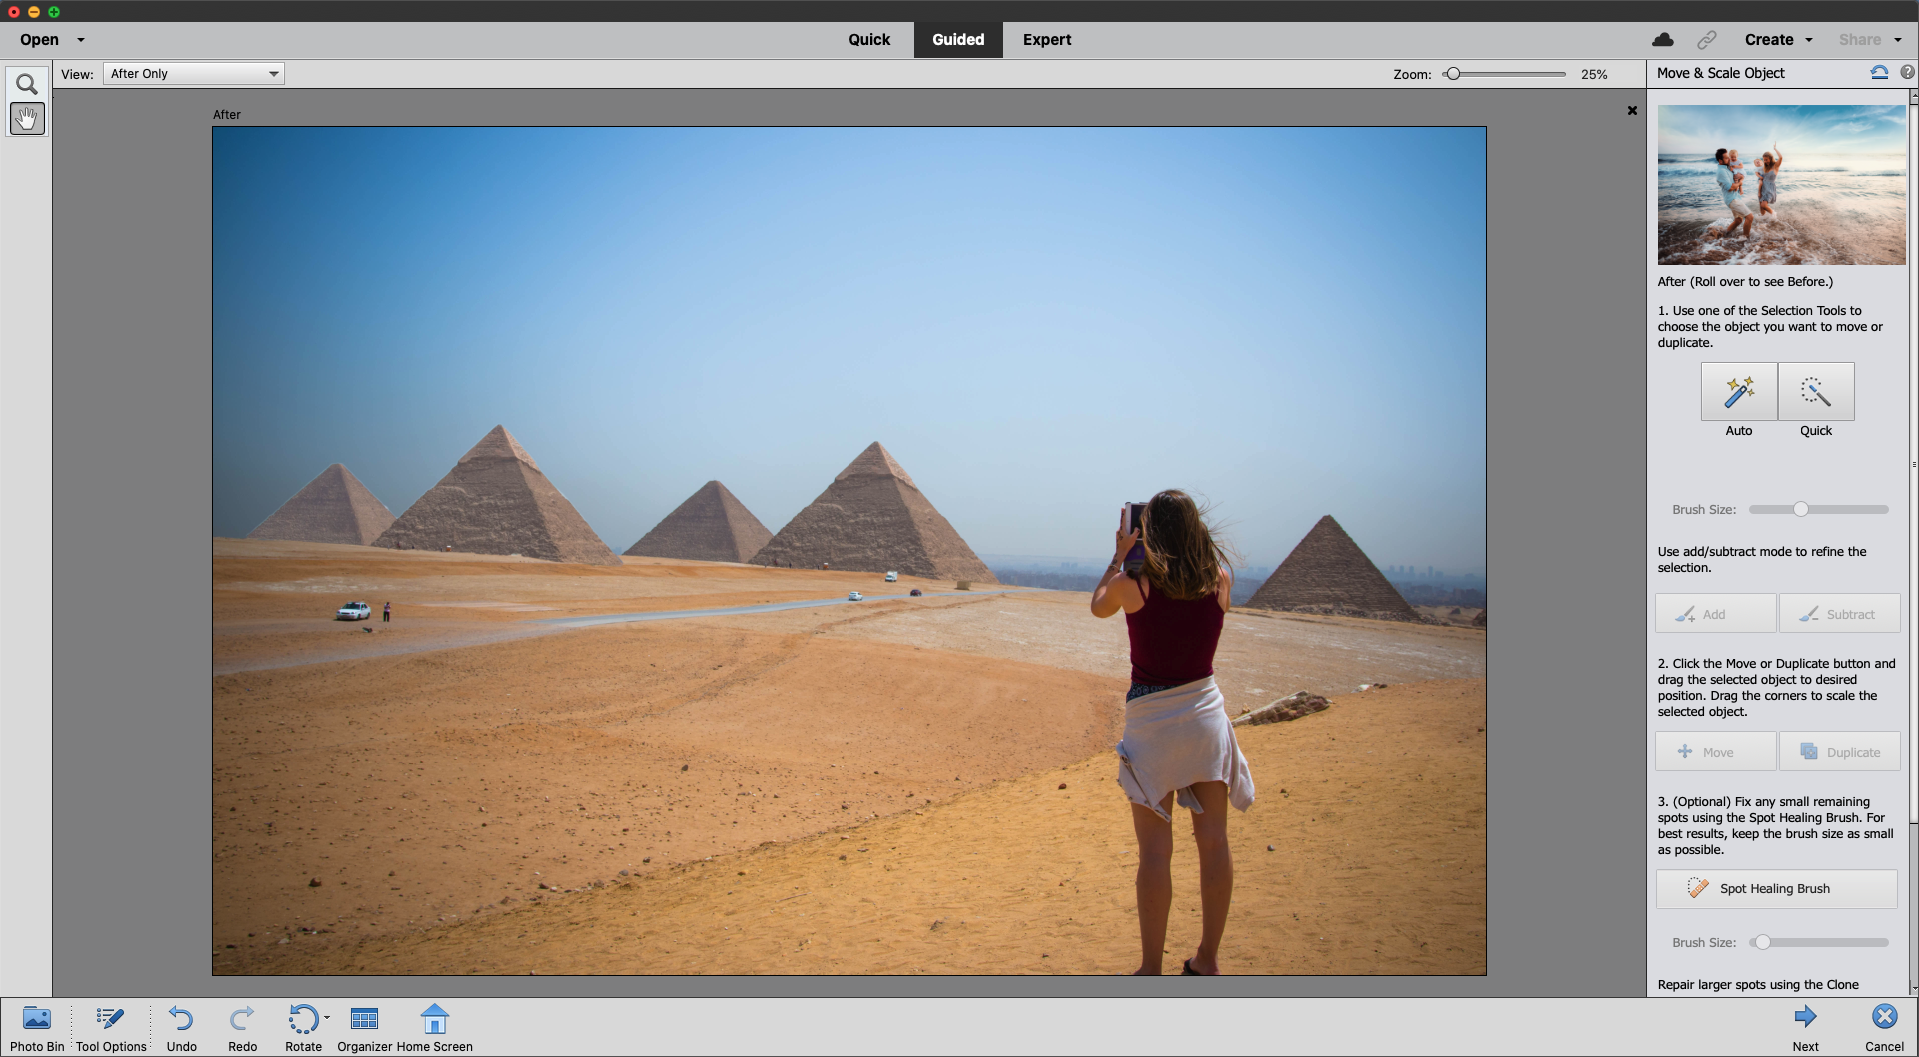 Open
Quick
Guided
Expert
Create
Share
View:
After Only
Zoom:
25%
Move & Scale Object
After
After (Roll over to see Before.)
1. Use one of the Selection Tools to
choose the object you want to move or
duplicate.
Auto
Quick
Brush Size:
Use add/subtract mode to refine the
selection.
Add
Subtract
2. Click the Move or Duplicate button and
drag the selected object to desired
position. Drag the corners to scale the
selected object.
Move
Duplicate
3. (Optional) Fix any small remaining
spots using the Spot Healing Brush. For
best results, keep the brush size as small
as possible.
Spot Healing Brush
Brush Size:
Repair larger spots using the Clone
Photo Bin
Tool Options
Undo
Redo
Rotate
Organizer
Home Screen
Next
Cancel